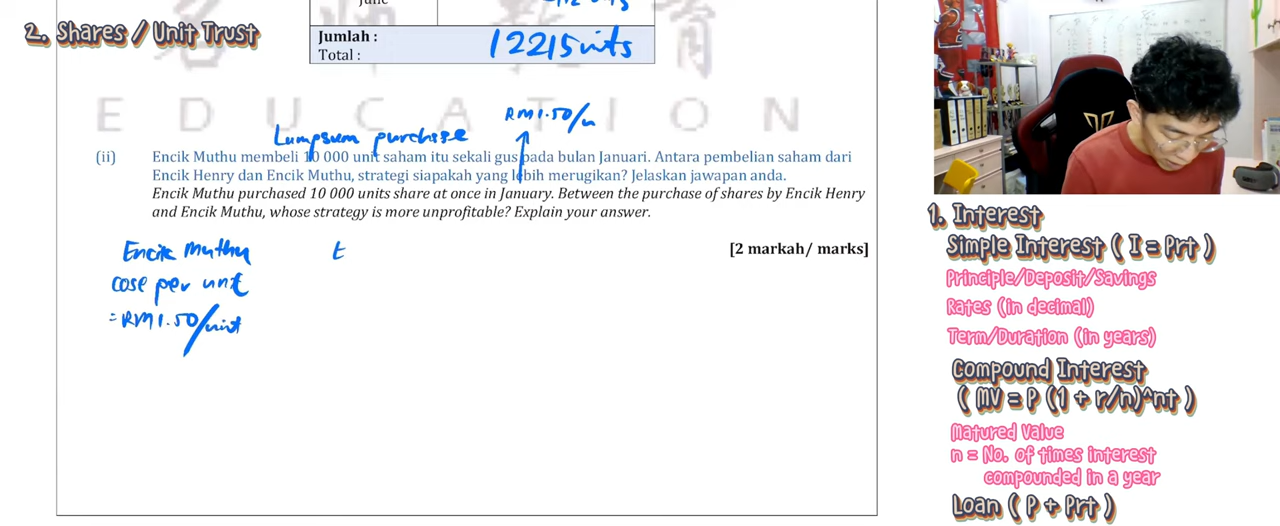 2. Shares / Unit Trust
June
Jumlah :
Total :
12215 units
名师教育
EDUCATION
RM1.50/u
Lumpsum purchase
(ii) Encik Muthu membeli 10 000 unit saham itu sekali gus pada bulan Januari. Antara pembelian saham dari
Encik Henry dan Encik Muthu, strategi siapakah yang lebih merugikan? Jelaskan jawapan anda.
Encik Muthu purchased 10 000 units share at once in January. Between the purchase of shares by Encik Henry
and Encik Muthu, whose strategy is more unprofitable? Explain your answer.
[2 markah/ marks]
Encik Muthu
cost per unit
=RM1.50/unit
E
1. Interest
Simple Interest ( I = Prt )
Principle/Deposit/Savings
Rates (in decimal)
Term/Duration (in years)
Compound Interest
( MV = P (1 + r/n)^nt )
Matured Value
n = No. of times interest
compounded in a year
Loan ( P + Prt )